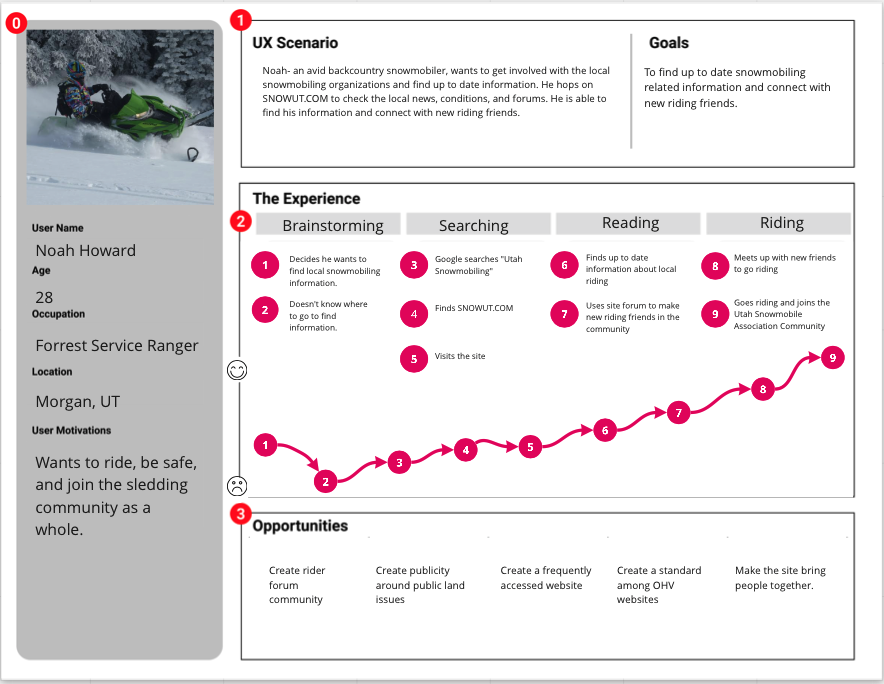 0
User Name
Noah Howard
Age
28
Occupation
Forrest Service Ranger
Location
Morgan, UT
User Motivations
Wants to ride, be safe,
and join the sledding
community as a
whole.
1
UX Scenario
Noah- an avid backcountry snowmobiler, wants to get involved with the local
snowmobiling organizations and find up to date information. He hops on
SNOWUT.COM to check the local news, conditions, and forums. He is able to
find his information and connect with new riding friends.
Goals
To find up to date snowmobiling
related information and connect with
new riding friends.
The Experience
2
Brainstorming
1
Decides he wants to
find local snowmobiling
information.
2
Doesn't know where
to go to find
information.
Searching
3
Google searches "Utah
Snowmobiling"
4
Finds SNOWUT.COM
5
Visits the site
Reading
6
Finds up to date
information about local
riding
7
Uses site forum to make
new riding friends in the
community
Riding
8
Meets up with new friends
to go riding
9
Goes riding and joins the
Utah Snowmobile
Association Community
1
2
3
4
5
6
7
8
9
3
Opportunities
Create rider
forum
community
Create publicity
around public land
issues
Create a frequently
accessed website
Create a standard
among OHV
websites
Make the site bring
people together.